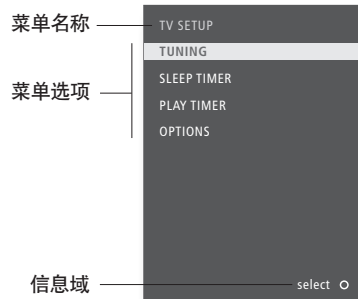 菜单名称
TV SETUP
TUNING
菜单选项
SLEEP TIMER
PLAY TIMER
OPTIONS
信息域
select